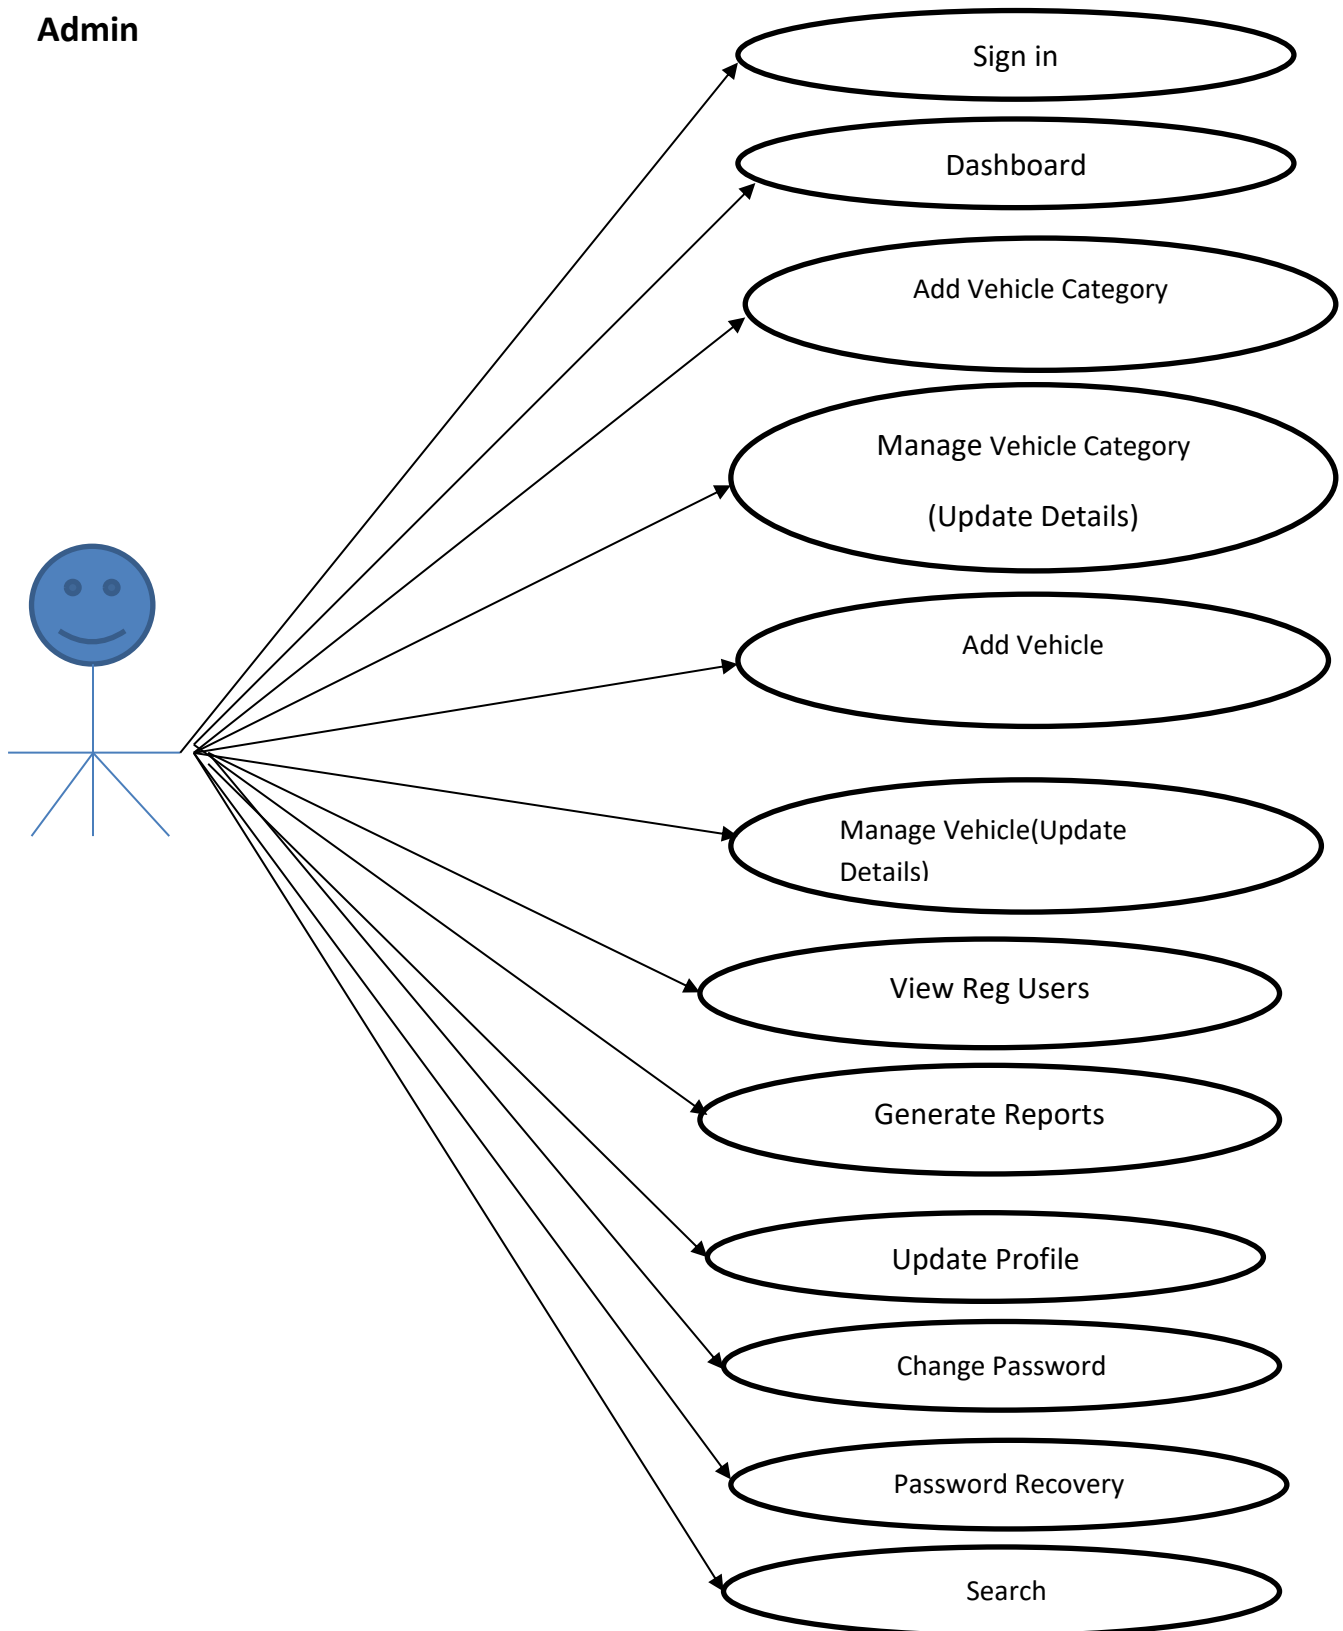 Admin
Sign in
Dashboard
Add Vehicle Category
Manage Vehicle Category
(Update Details)
Add Vehicle
Manage Vehicle(Update
Details)
View Reg Users
Generate Reports
Update Profile
Change Password
Password Recovery
Search